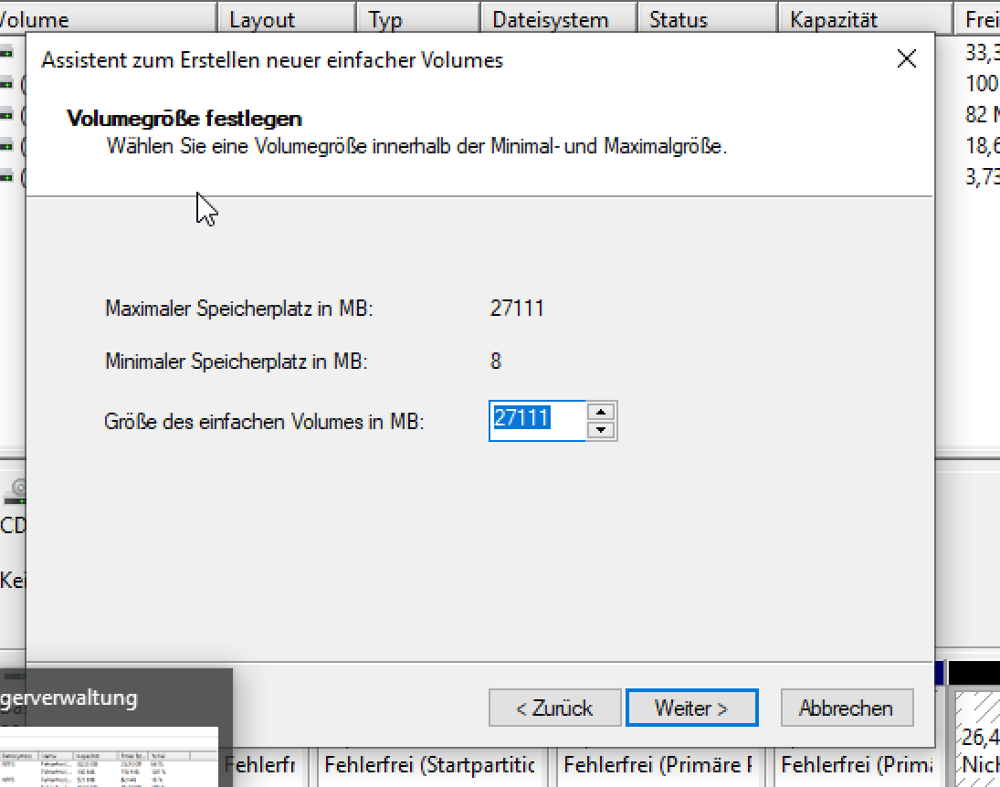 Volume Layout Typ Dateisystem Status Kapazität Frei
Assistent zum Erstellen neuer einfacher Volumes
33,3
Volumegröße festlegen
100
Wählen Sie eine Volumegröße innerhalb der Minimal- und Maximalgröße.
82
18,6
3,73
Maximaler Speicherplatz in MB: 27111
Minimaler Speicherplatz in MB: 8
Größe des einfachen Volumes in MB: 27111
CD
Kei
gerverwaltung
< Zurück Weiter > Abbrechen
26,4
Fehlerfr Fehlerfrei (Startpartitic Fehlerfrei (Primäre F Fehlerfrei (Primä Nich